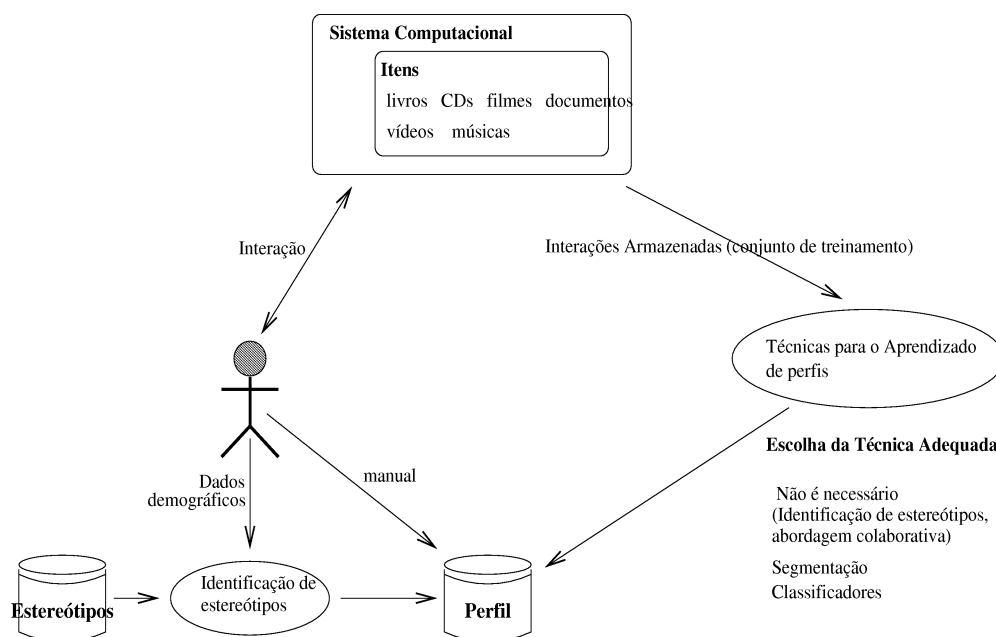 Sistema Computacional
Itens
livros CDs filmes documentos
vídeos músicas
Interação
Interações Armazenadas (conjunto de treinamento)
Técnicas para o Aprendizado
de perfis
Escolha da Técnica Adequada
Não é necessário
(Identificação de estereótipos,
abordagem colaborativa)
Segmentação
Classificadores
manual
Dados
demográficos
Estereótipos
Identificação de
estereótipos
Perfil